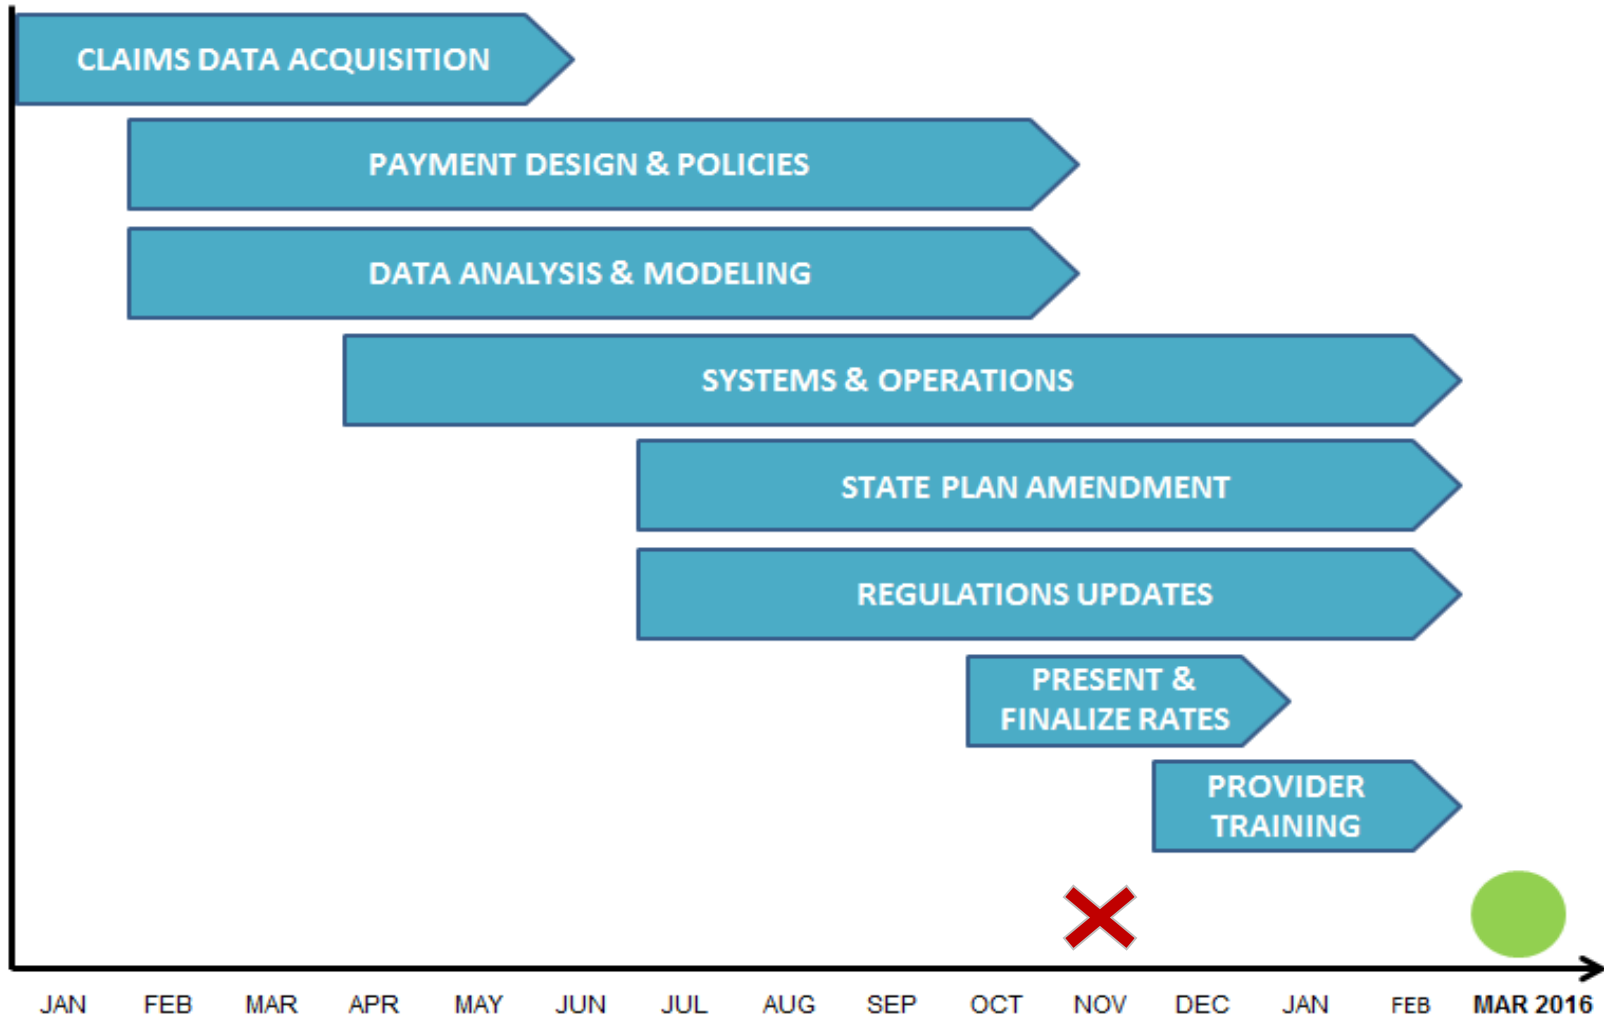 CLAIMS DATA ACQUISITION
PAYMENT DESIGN & POLICIES
DATA ANALYSIS & MODELING
SYSTEMS & OPERATIONS
STATE PLAN AMENDMENT
REGULATIONS UPDATES
PRESENT &
FINALIZE RATES
PROVIDER
TRAINING
JAN FEB MAR APR MAY JUN JUL AUG SEP OCT NOV DEC JAN FEB MAR 2016